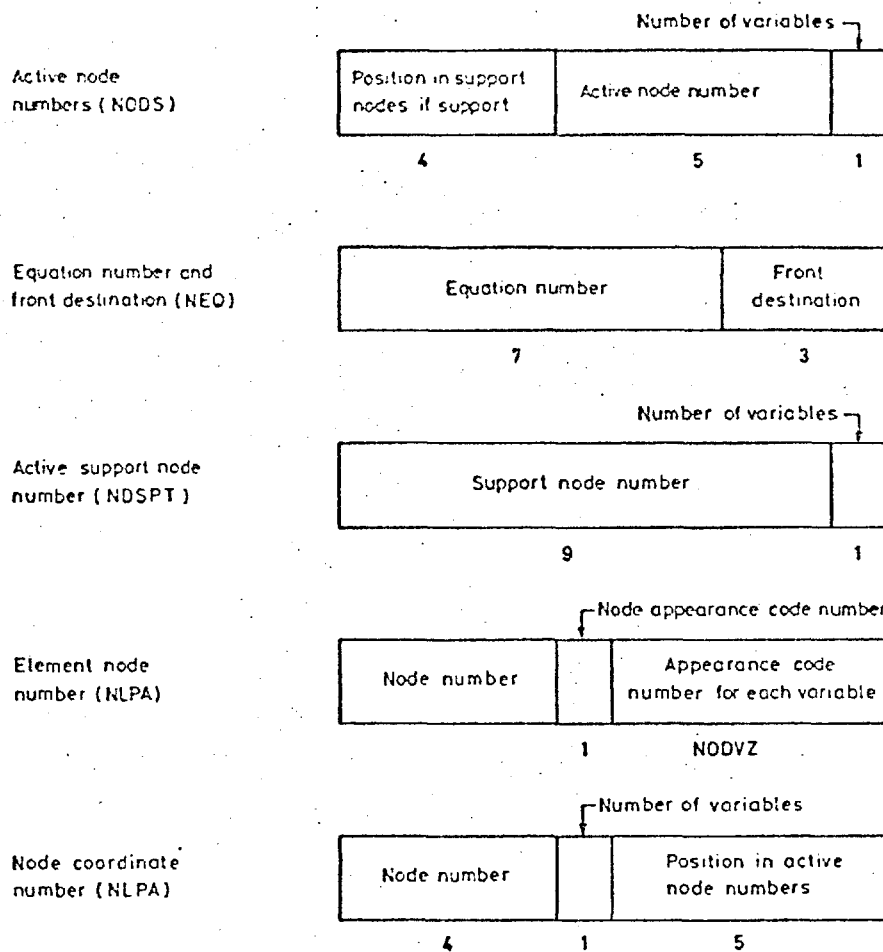 Number of variables
Active node
numbers (NODS)
Position in support
nodes if support
Active node number
4
5
1
Equation number and
front destination (NEQ)
Equation number
Front
destination
7
3
Number of variables
Active support node
number (NDSPT)
Support node number
9
1
Node appearance code number
Element node
number (NLPA)
Node number
Appearance code
number for each variable
1
NODVZ
Number of variables
Node coordinate
number (NLPA)
Node number
Position in active
node numbers
4
1
5